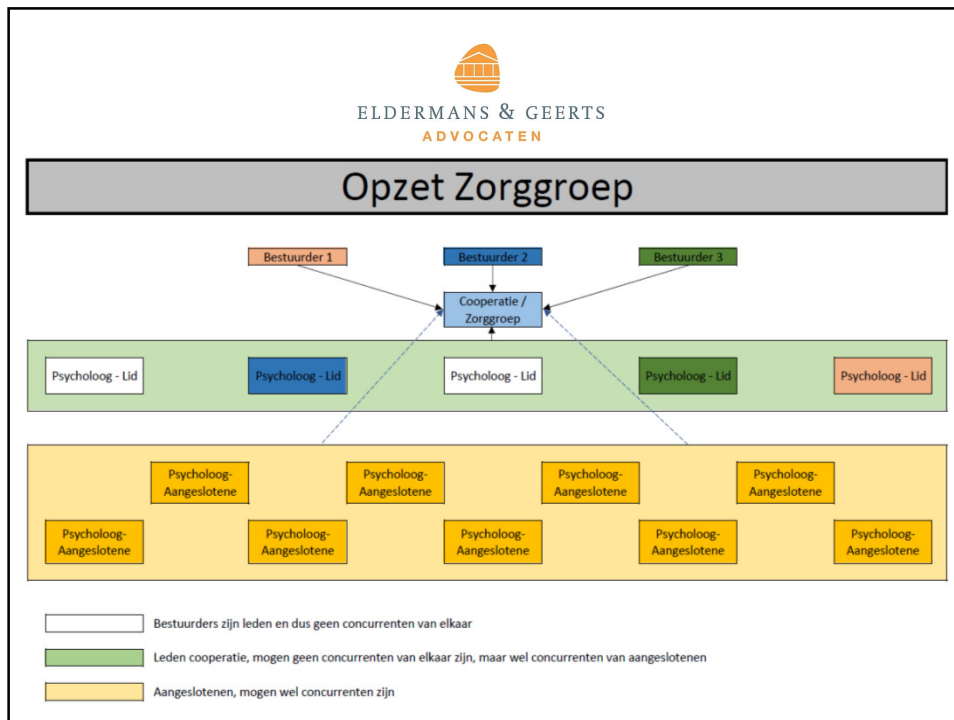 ELDERMANS & GEERTS
ADVOCATEN
Opzet Zorggroep
Bestuurder 1
Bestuurder 2
Bestuurder 3
Cooperatie /
Zorggroep
Psycholoog - Lid
Psycholoog - Lid
Psycholoog - Lid
Psycholoog - Lid
Psycholoog - Lid
Psycholoog-
Aangeslotene
Psycholoog-
Aangeslotene
Psycholoog-
Aangeslotene
Psycholoog-
Aangeslotene
Psycholoog-
Aangeslotene
Psycholoog-
Aangeslotene
Psycholoog-
Aangeslotene
Psycholoog-
Aangeslotene
Psycholoog-
Aangeslotene
Bestuurders zijn leden en dus geen concurrenten van elkaar
Leden cooperatie, mogen geen concurrenten van elkaar zijn, maar wel concurrenten van aangeslotenen
Aangeslotenen, mogen wel concurrenten zijn